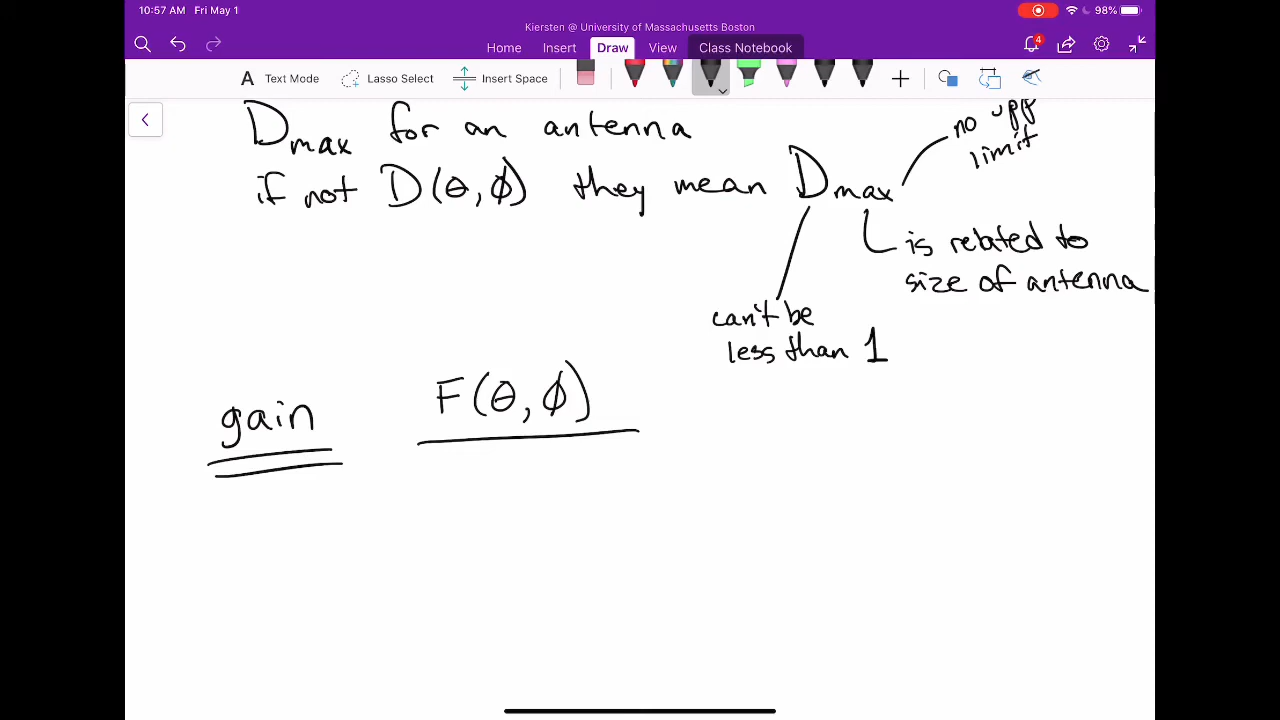 10:57 AM Fri May 1
98%
Kiersten @ University of Massachusetts Boston
Home Insert Draw View Class Notebook
4
A Text Mode Lasso Select Insert Space
Dmax for an antenna
no upp
limit
if not D(θ,ϕ) they mean Dmax
is related to
size of antenna
can't be
less than 1
gain F(θ,ϕ)